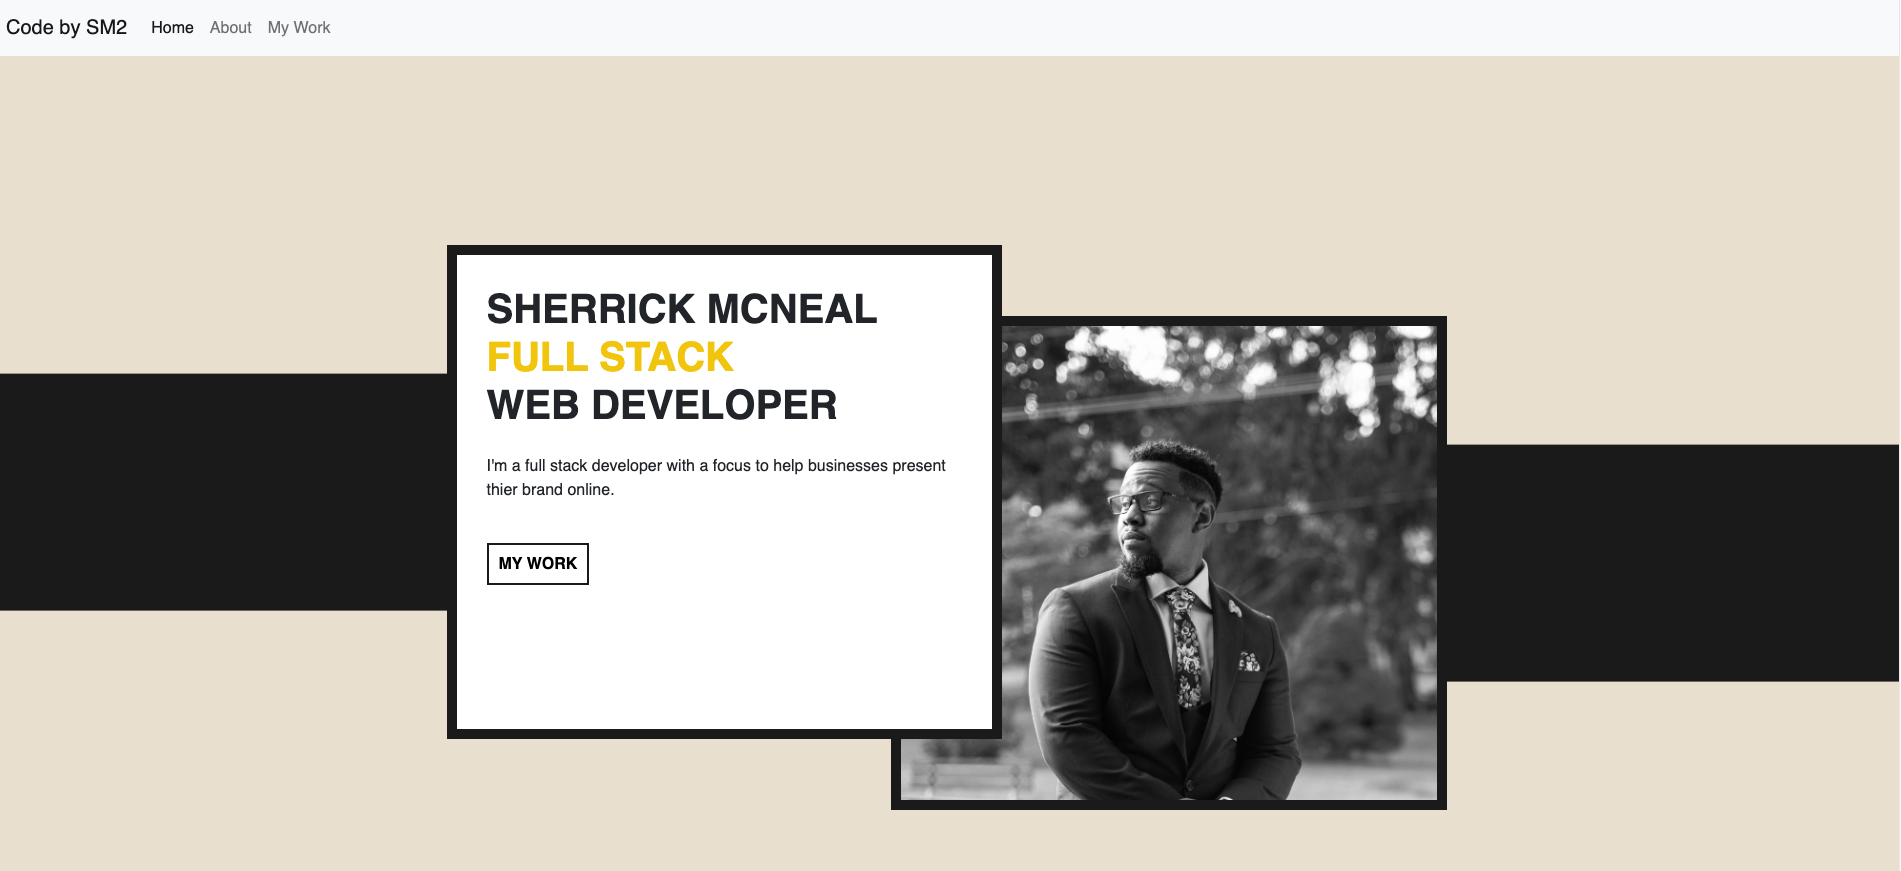 Code by SM2 Home About My Work
SHERRICK MCNEAL
FULL STACK
WEB DEVELOPER
I'm a full stack developer with a focus to help businesses present
thier brand online.
MY WORK